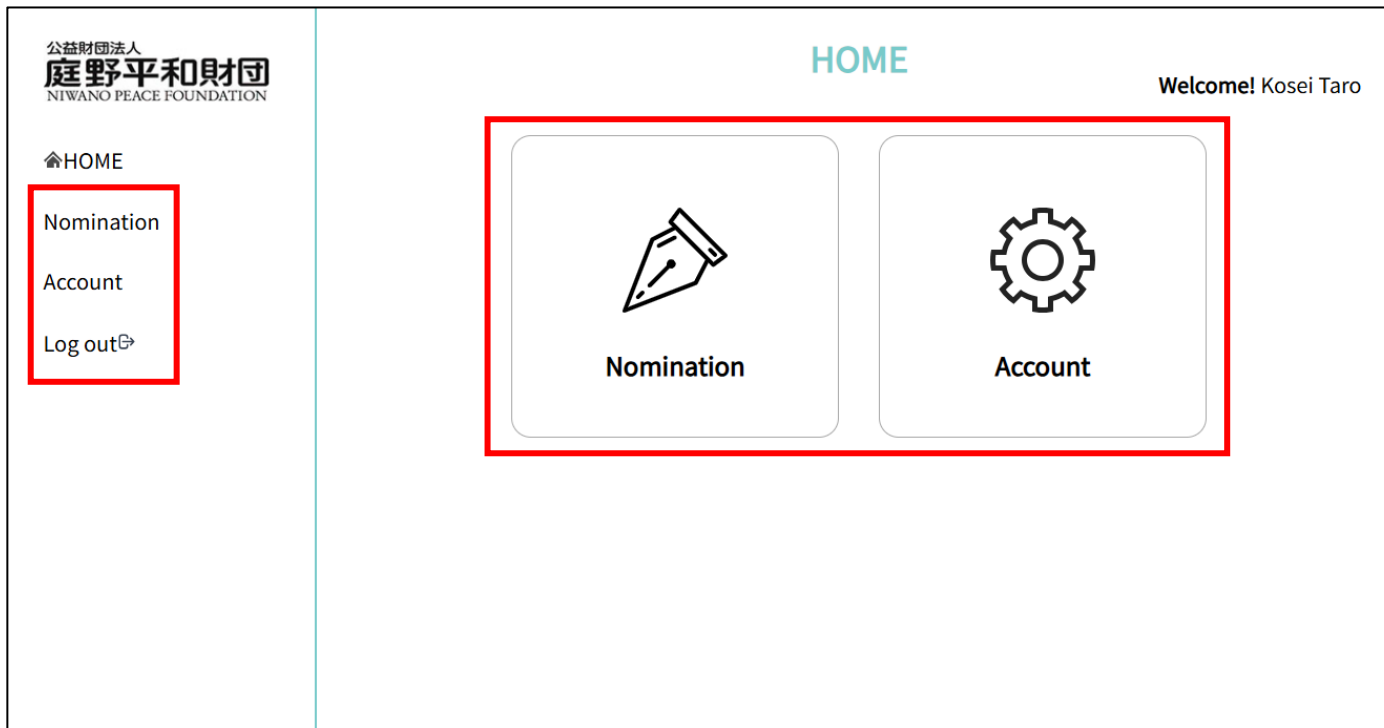 公益財団法人
庭野平和財団
NIWANO PEACE FOUNDATION
HOME
Nomination
Account
Log out
HOME
Welcome! Kosei Taro
Nomination
Account